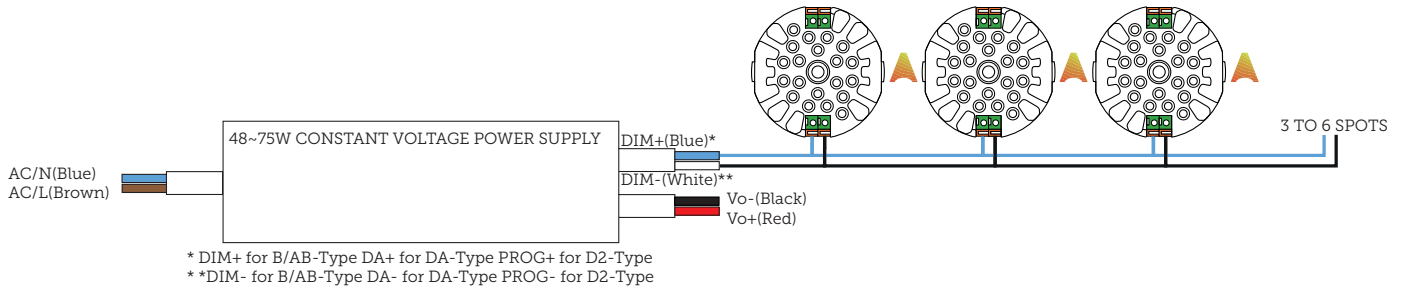 48~75W CONSTANT VOLTAGE POWER SUPPLY
DIM+(Blue)*
3 TO 6 SPOTS
AC/N(Blue)
AC/L(Brown)
DIM-(White)**
Vo-(Black)
Vo+(Red)
* DIM+ for B/AB-Type DA+ for DA-Type PROG+ for D2-Type
* *DIM- for B/AB-Type DA- for DA-Type PROG- for D2-Type